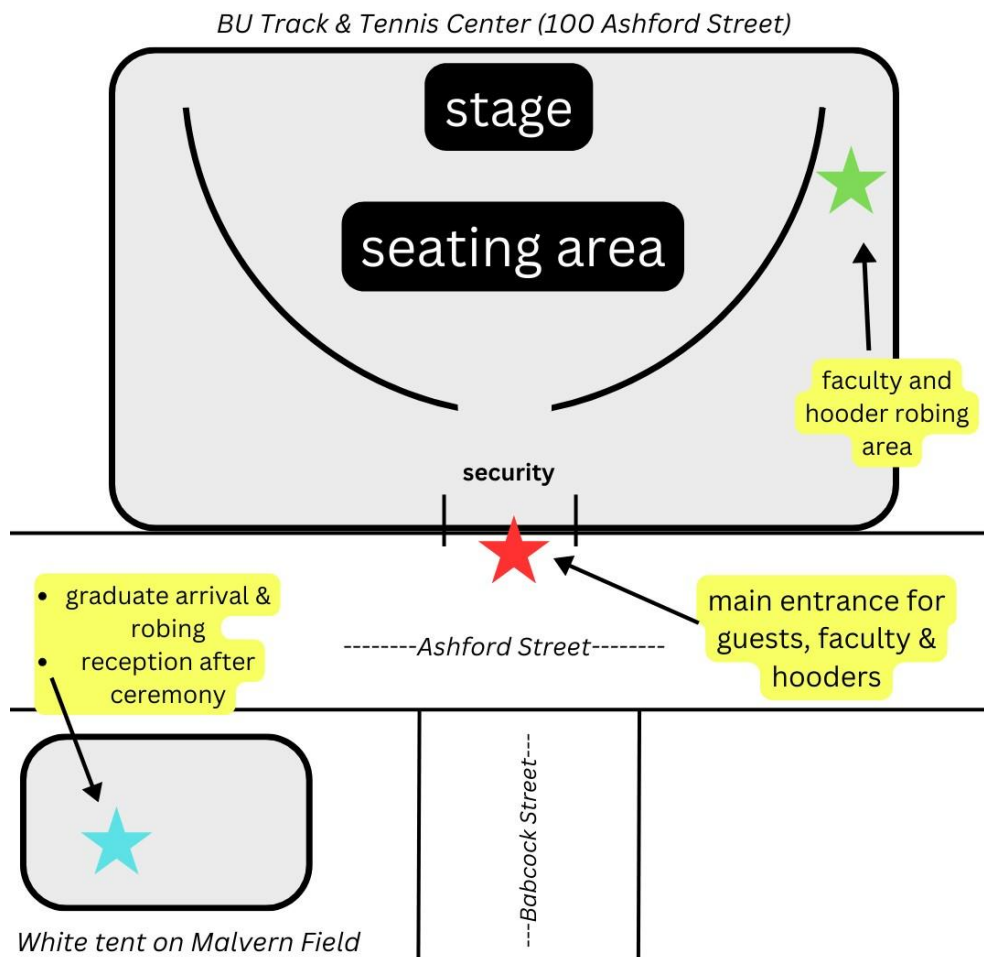 BU Track & Tennis Center (100 Ashford Street)
stage
seating area
faculty and
hooder robing
area
security
• graduate arrival &
robing
• reception after
ceremony
main entrance for
guests, faculty &
hooders
--------Ashford Street--------
---Babcock Street---
White tent on Malvern Field